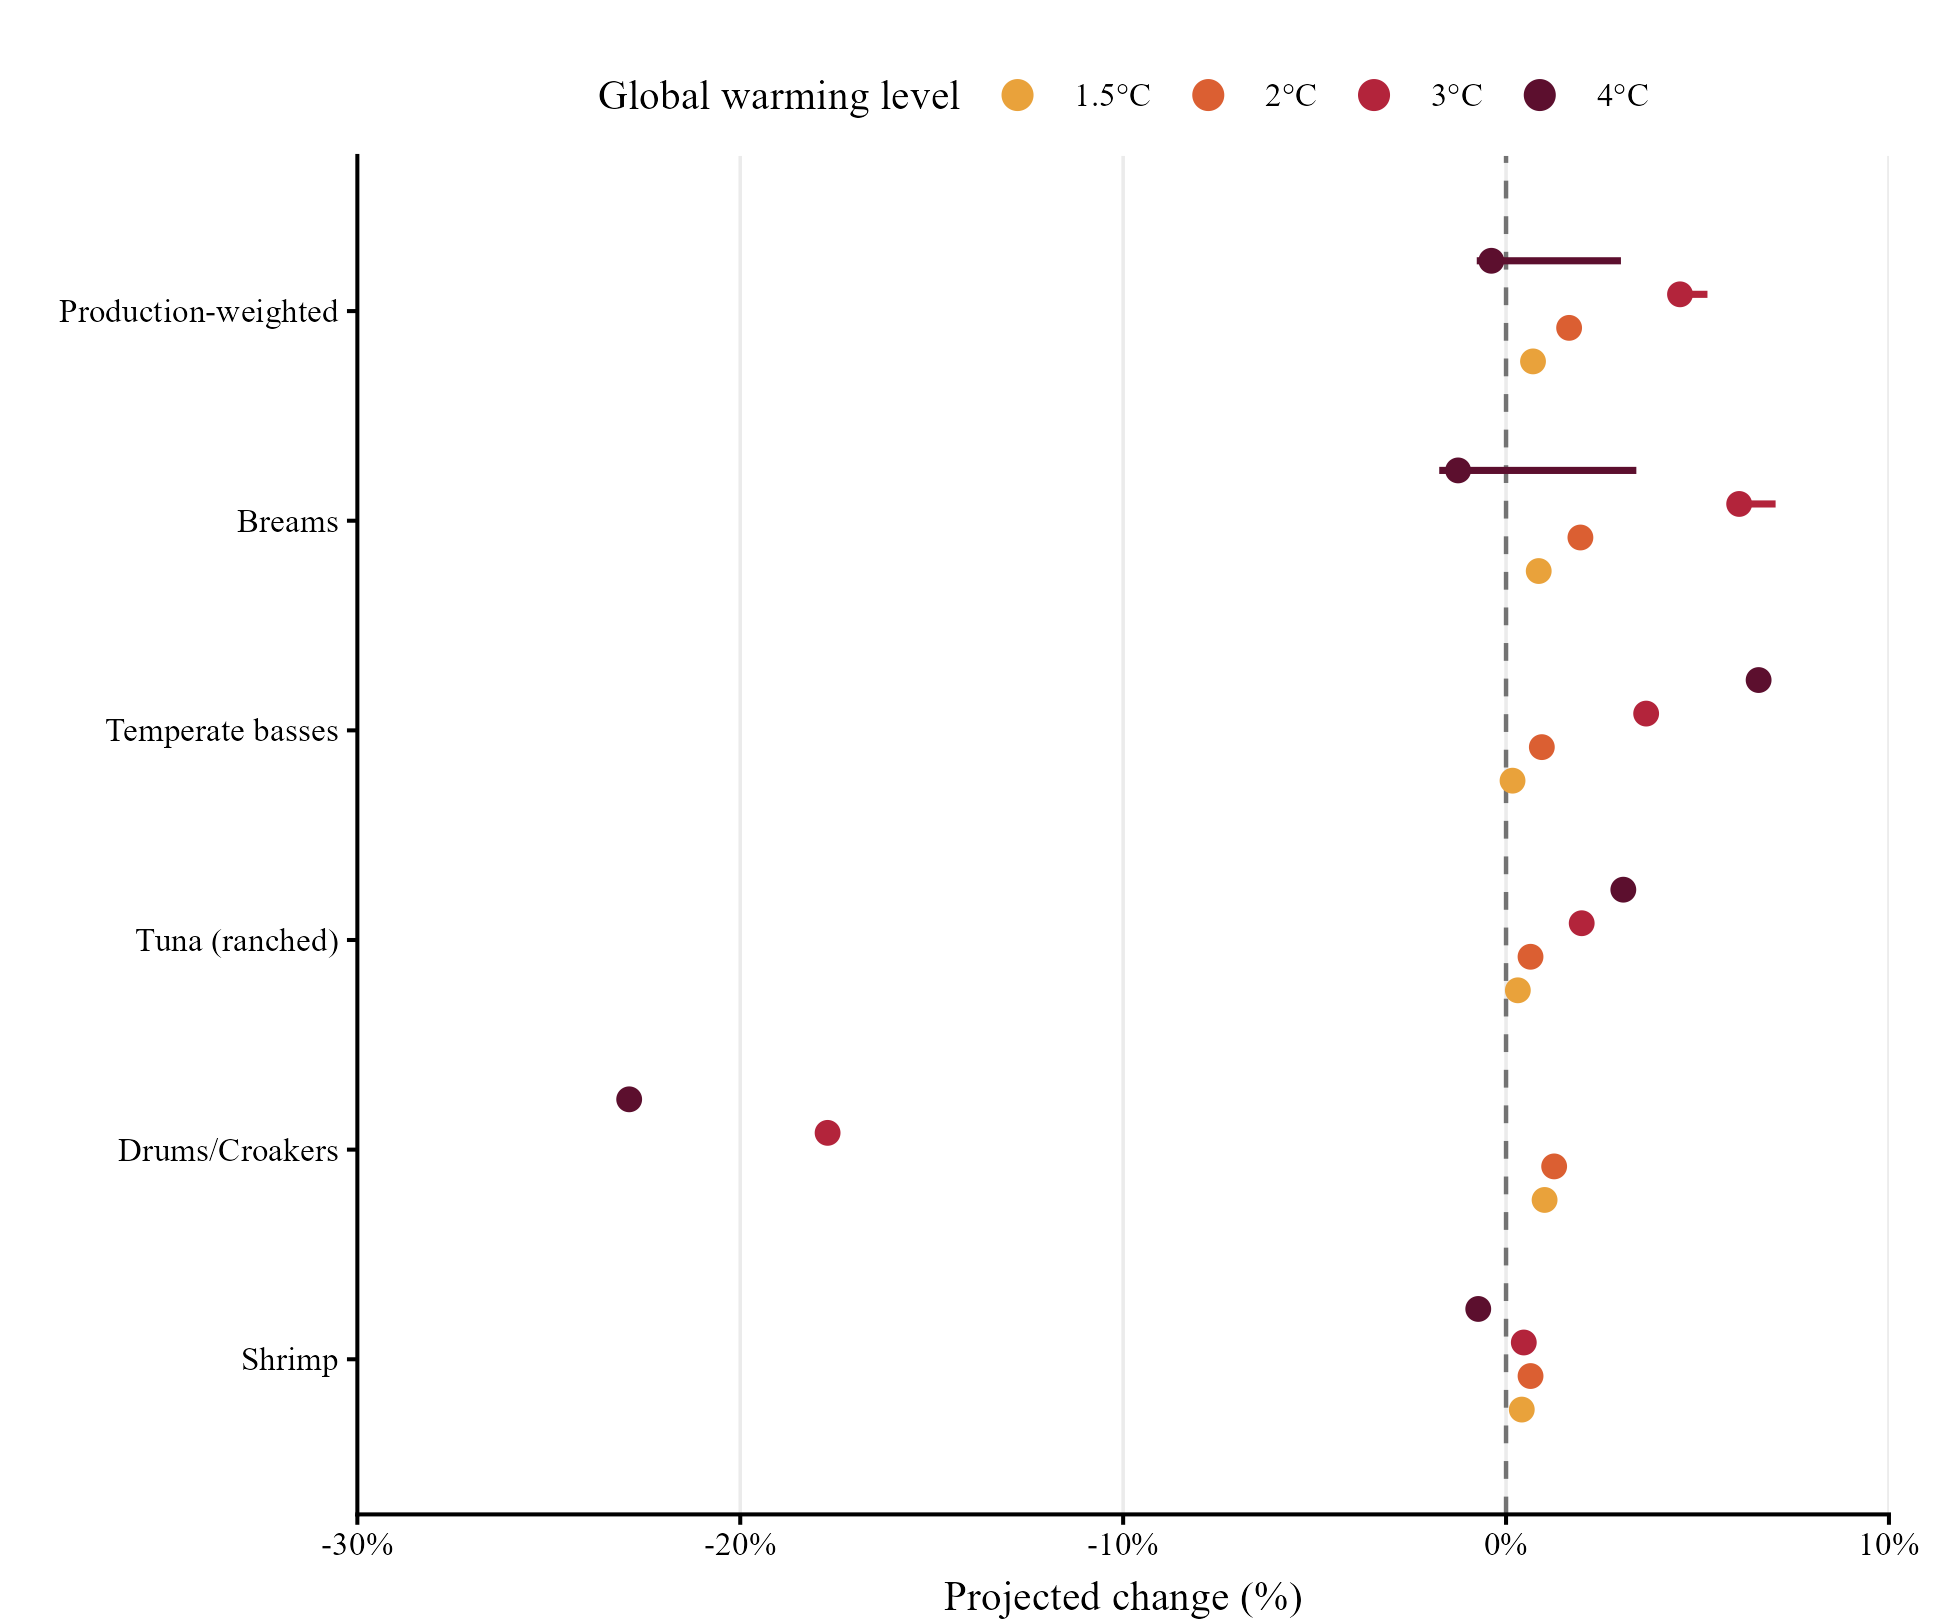 Global warming level 1.5°C 2°C 3°C 4°C
Production-weighted
Breams
Temperate basses
Tuna (ranched)
Drums/Croakers
Shrimp
-30% -20% -10% 0% 10%
Projected change (%)